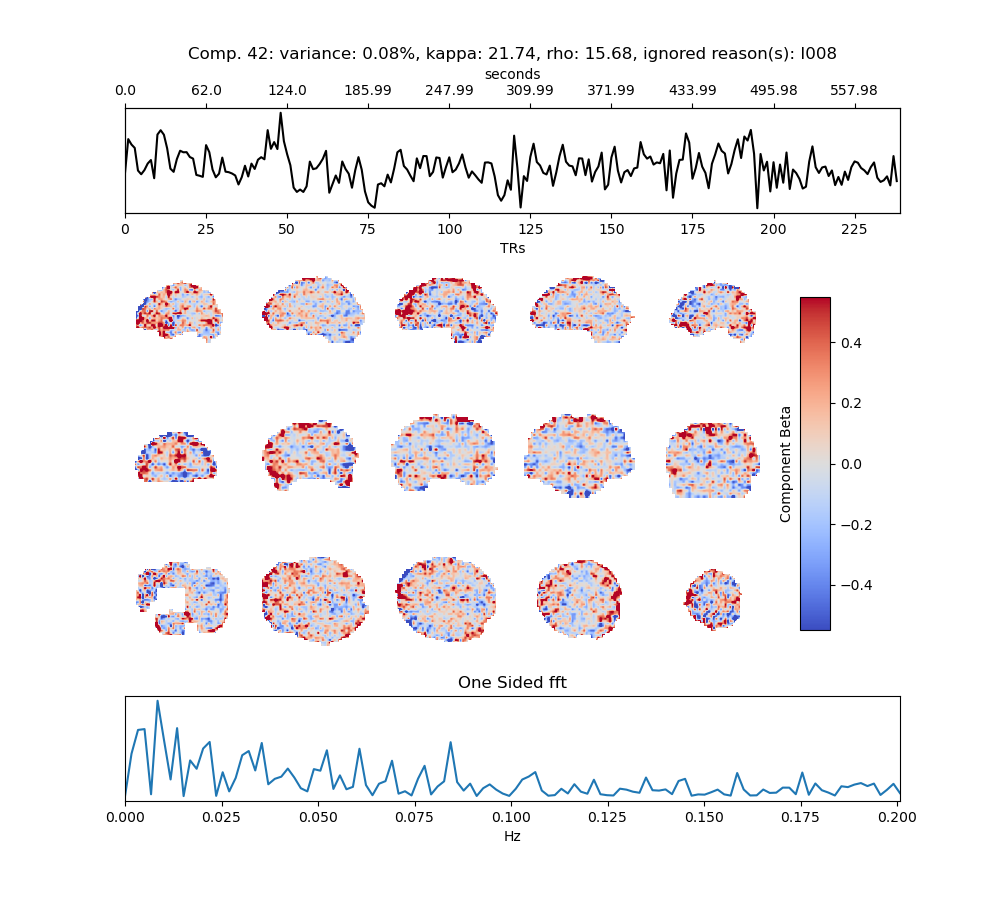 Comp. 42: variance: 0.08%, kappa: 21.74, rho: 15.68, ignored reason(s): I008
seconds
0.0 62.0 124.0 185.99 247.99 309.99 371.99 433.99 495.98 557.98
0 25 50 75 100 125 150 175 200 225
TRs
0.4
0.2
0.0
−0.2
−0.4
Component Beta
One Sided fft
0.000 0.025 0.050 0.075 0.100 0.125 0.150 0.175 0.200
Hz